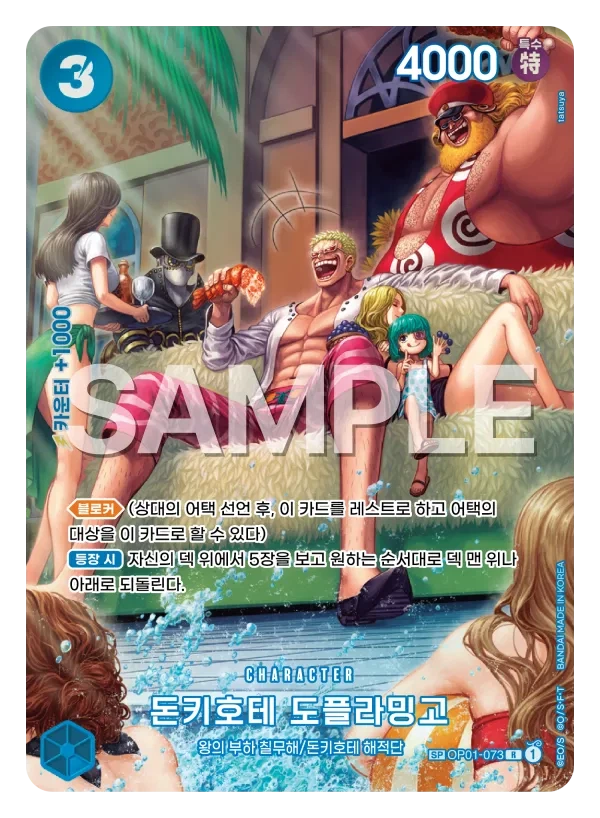 3
4000
특수
特
tatsuya
카운터 +1000
SAMPLE
블로커 (상대의 어택 선언 후, 이 카드를 레스트로 하고 어택의
대상을 이 카드로 할 수 있다)
등장 시 자신의 덱 위에서 5장을 보고 원하는 순서대로 덱 맨 위나
아래로 되돌린다.
CHARACTER
돈키호테 도플라밍고
왕의 부하 칠무해/돈키호테 해적단
SP OP01-073 R 1
©EO/S ©O/S·F·T BANDAI MADE IN KOREA